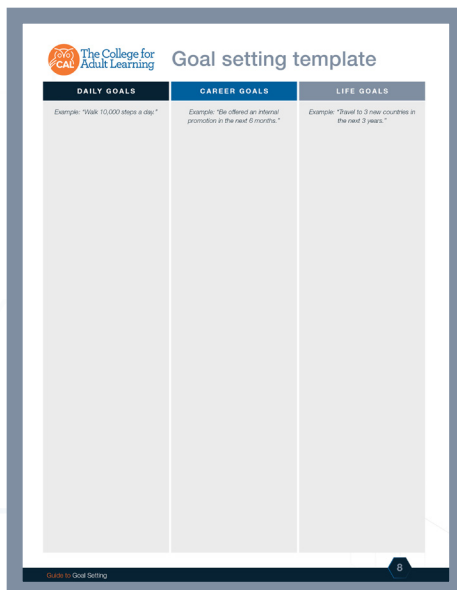 The College for
Adult Learning
CAL
Goal setting template
DAILY GOALS
Example: "Walk 10,000 steps a day."
CAREER GOALS
Example: "Be offered an internal
promotion in the next 6 months."
LIFE GOALS
Example: "Travel to 3 new countries in
the next 3 years."
Guide to Goal Setting
8